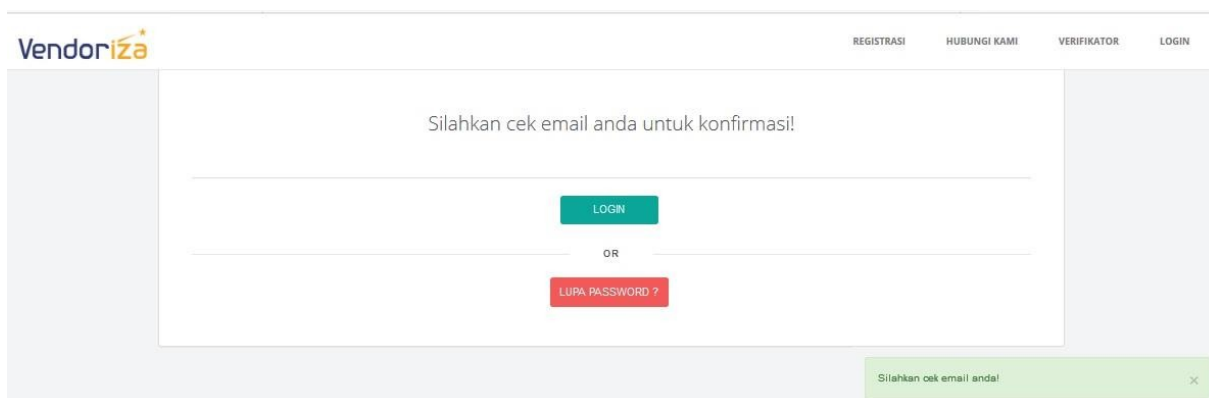 Vendoriza
REGISTRASI HUBUNGI KAMI VERIFIKATOR LOGIN
Silahkan cek email anda untuk konfirmasi!
LOGIN
OR
LUPA PASSWORD ?
Silahkan cek email anda! ×